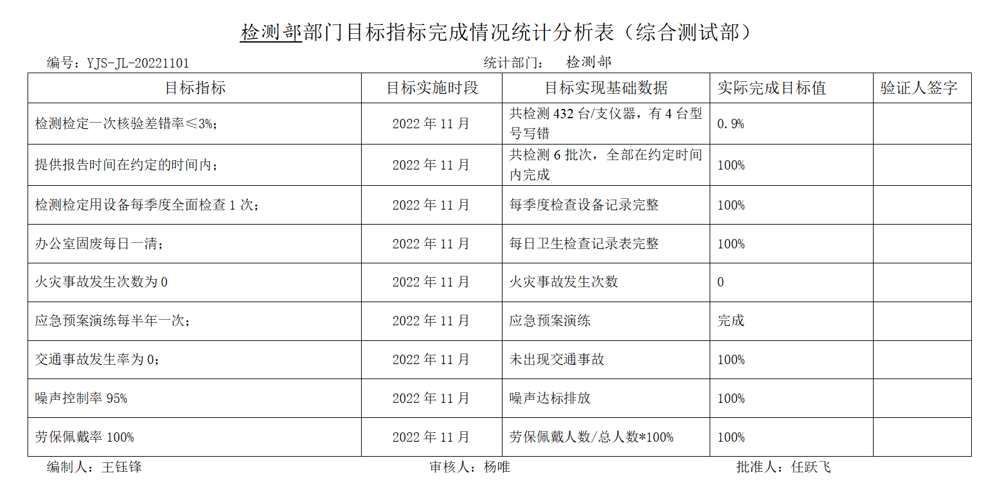 检测部部门目标指标完成情况统计分析表（综合测试部）
编号：YJS-JL-20221101 统计部门： 检测部
目标指标 目标实施时段 目标实现基础数据 实际完成目标值 验证人签字
检测检定一次核验差错率≤3%； 2022 年 11 月 共检测 432 台/支仪器，有 4 台型 0.9%
号写错
提供报告时间在约定的时间内； 2022 年 11 月 共检测 6 批次，全部在约定时间 100%
内完成
检测检定用设备每季度全面检查 1 次； 2022 年 11 月 每季度检查设备记录完整 100%
办公室固废每日一清； 2022 年 11 月 每日卫生检查记录表完整 100%
火灾事故发生次数为 0 2022 年 11 月 火灾事故发生次数 0
应急预案演练每半年一次； 2022 年 11 月 应急预案演练 完成
交通事故发生率为 0； 2022 年 11 月 未出现交通事故 100%
噪声控制率 95% 2022 年 11 月 噪声达标排放 100%
劳保佩戴率 100% 2022 年 11 月 劳保佩戴人数/总人数*100% 100%
编制人：王钰锋 审核人：杨唯 批准人：任跃飞